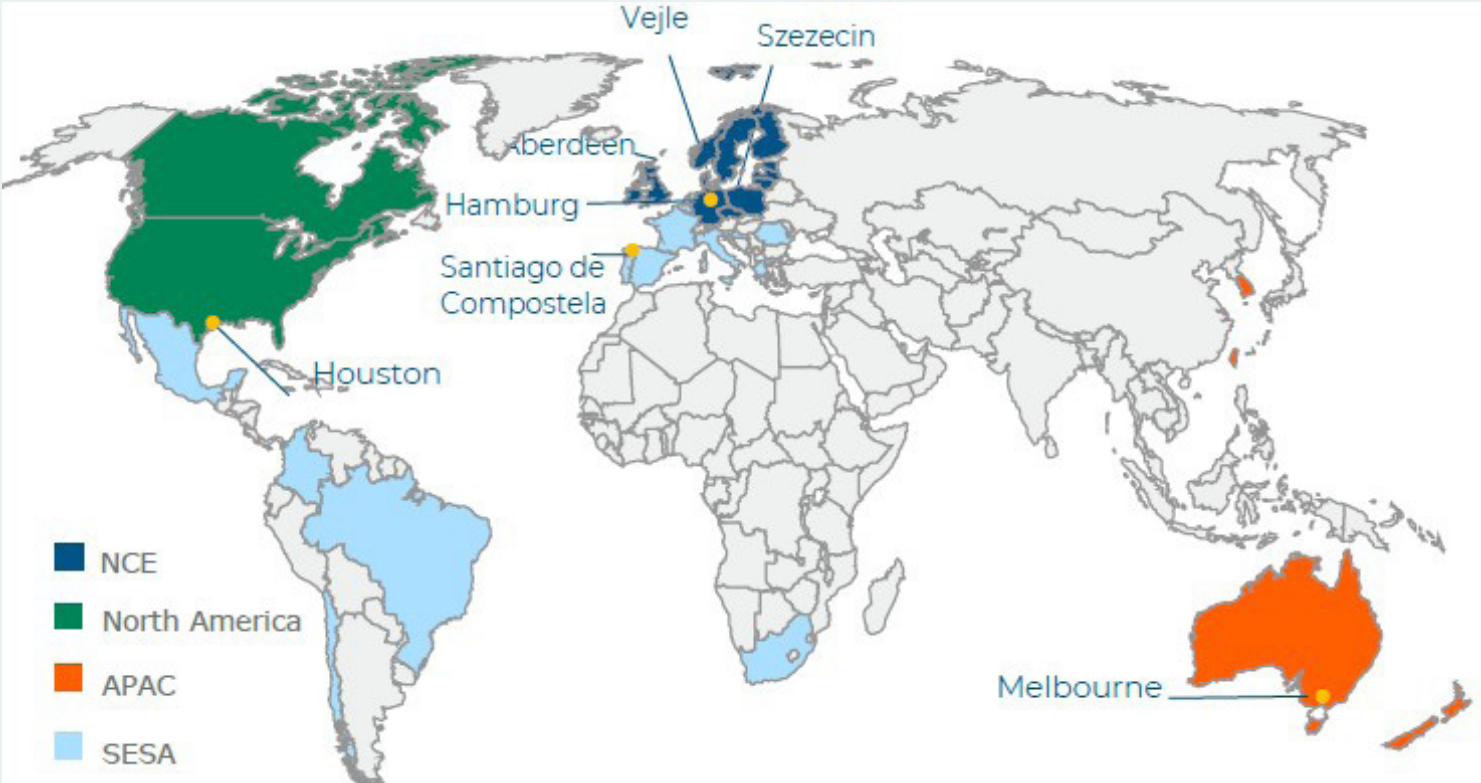 Vejle
Szezecin
Aberdeen
Hamburg
Santiago de
Compostela
Houston
NCE
North America
APAC
SESA
Melbourne